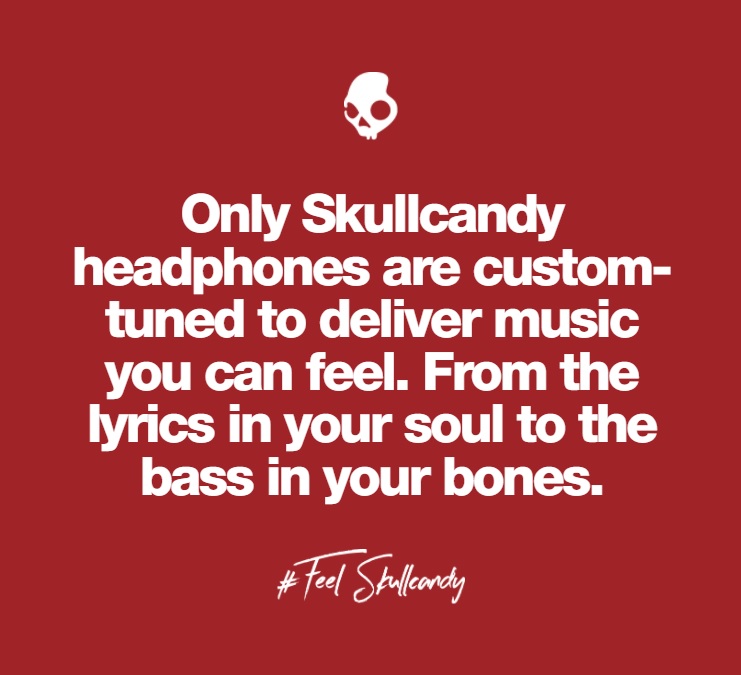 Only Skullcandy
headphones are custom-
tuned to deliver music
you can feel. From the
lyrics in your soul to the
bass in your bones.
#Feel Skullcandy